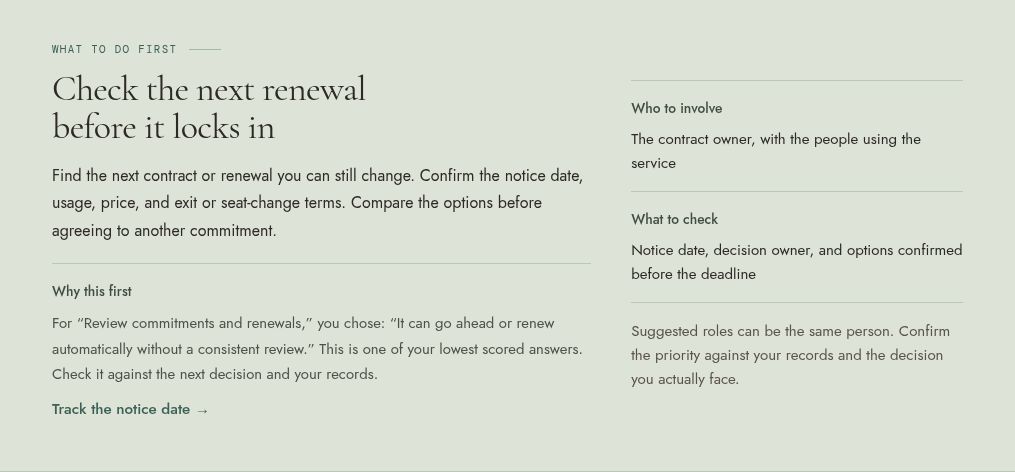 WHAT TO DO FIRST
Check the next renewal
before it locks in
Find the next contract or renewal you can still change. Confirm the notice date,
usage, price, and exit or seat-change terms. Compare the options before
agreeing to another commitment.
Why this first
For “Review commitments and renewals,” you chose: “It can go ahead or renew
automatically without a consistent review.” This is one of your lowest scored answers.
Check it against the next decision and your records.
Track the notice date →
Who to involve
The contract owner, with the people using the
service
What to check
Notice date, decision owner, and options confirmed
before the deadline
Suggested roles can be the same person. Confirm
the priority against your records and the decision
you actually face.